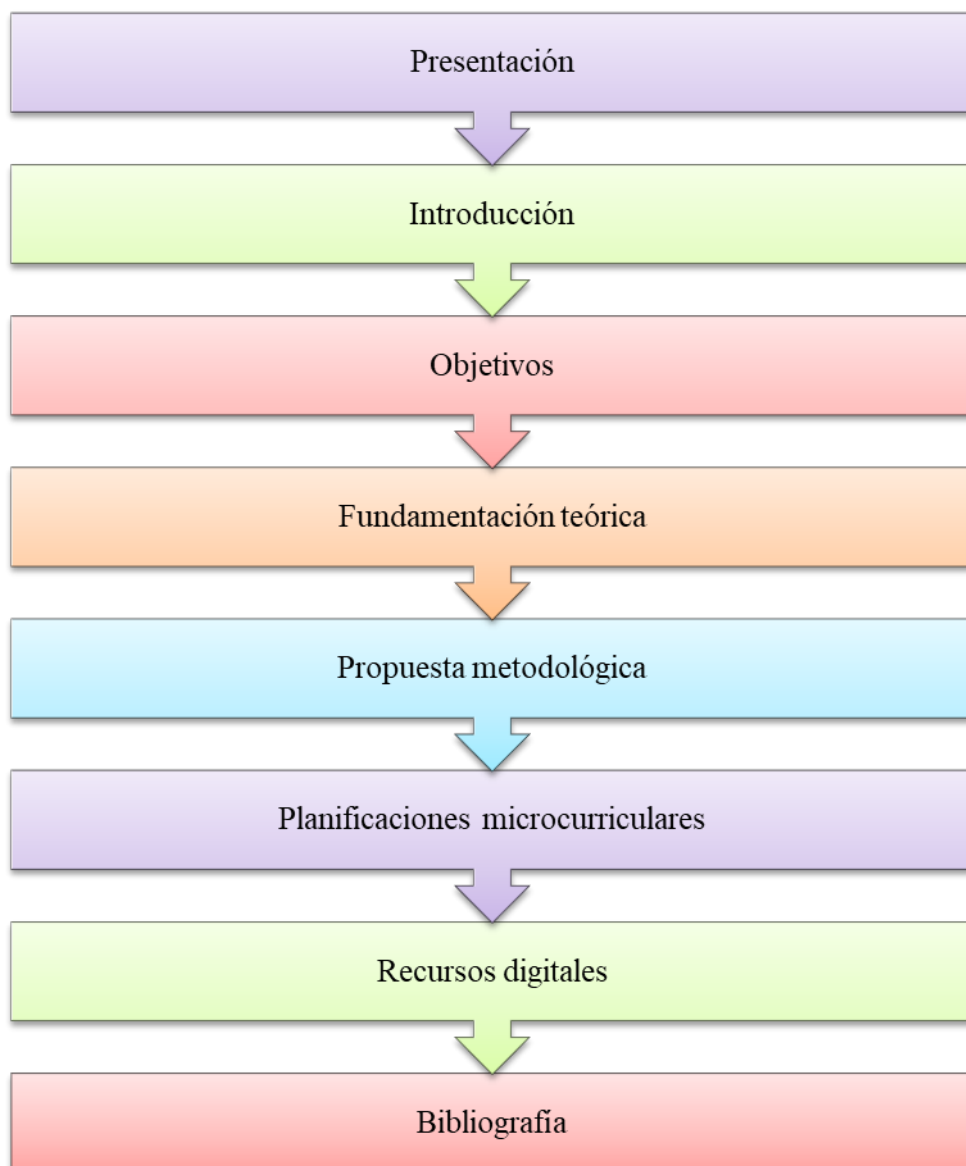 Presentación
Introducción
Objetivos
Fundamentación teórica
Propuesta metodológica
Planificaciones microcurriculares
Recursos digitales
Bibliografía